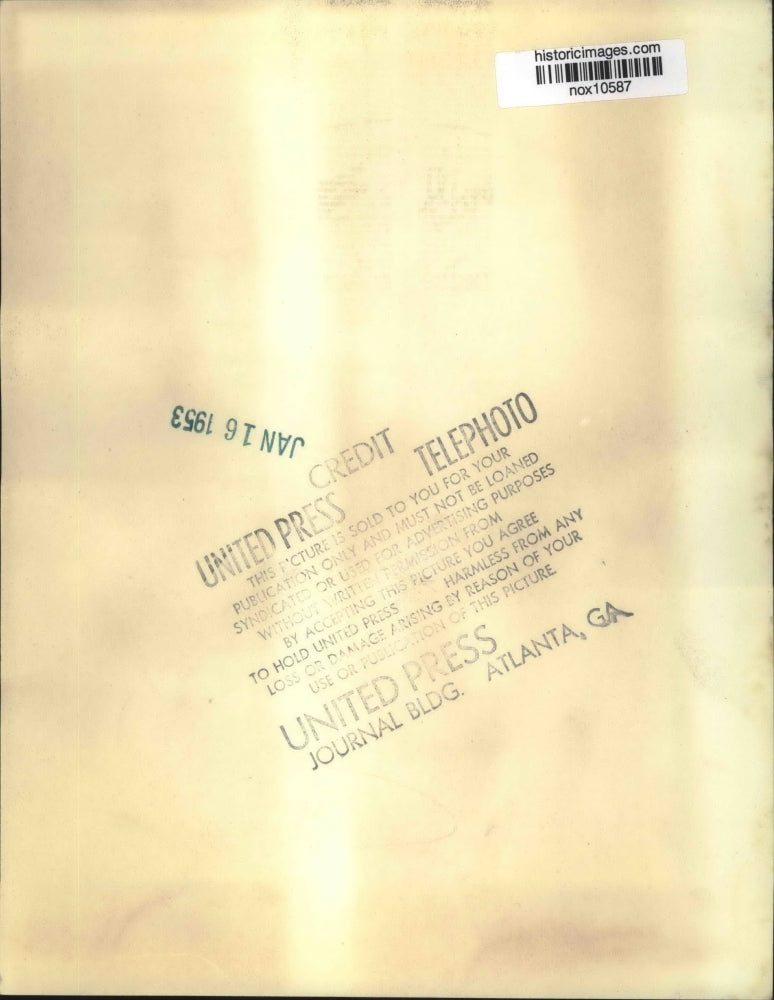 historicimages.com
nox10587
JAN 16 1953
CREDIT
UNITED PRESS TELEPHOTO
THIS PICTURE IS SOLD TO YOU FOR YOUR
PUBLICATION ONLY AND MUST NOT BE LOANED
SYNDICATED OR USED FOR ADVERTISING PURPOSES
WITHOUT WRITTEN PERMISSION FROM
BY ACCEPTING THIS PICTURE YOU AGREE
TO HOLD UNITED PRESS HARMLESS FROM ANY
LOSS OR DAMAGE ARISING BY REASON OF YOUR
USE OR PUBLICATION OF THIS PICTURE.
UNITED PRESS
JOURNAL BLDG. ATLANTA, GA